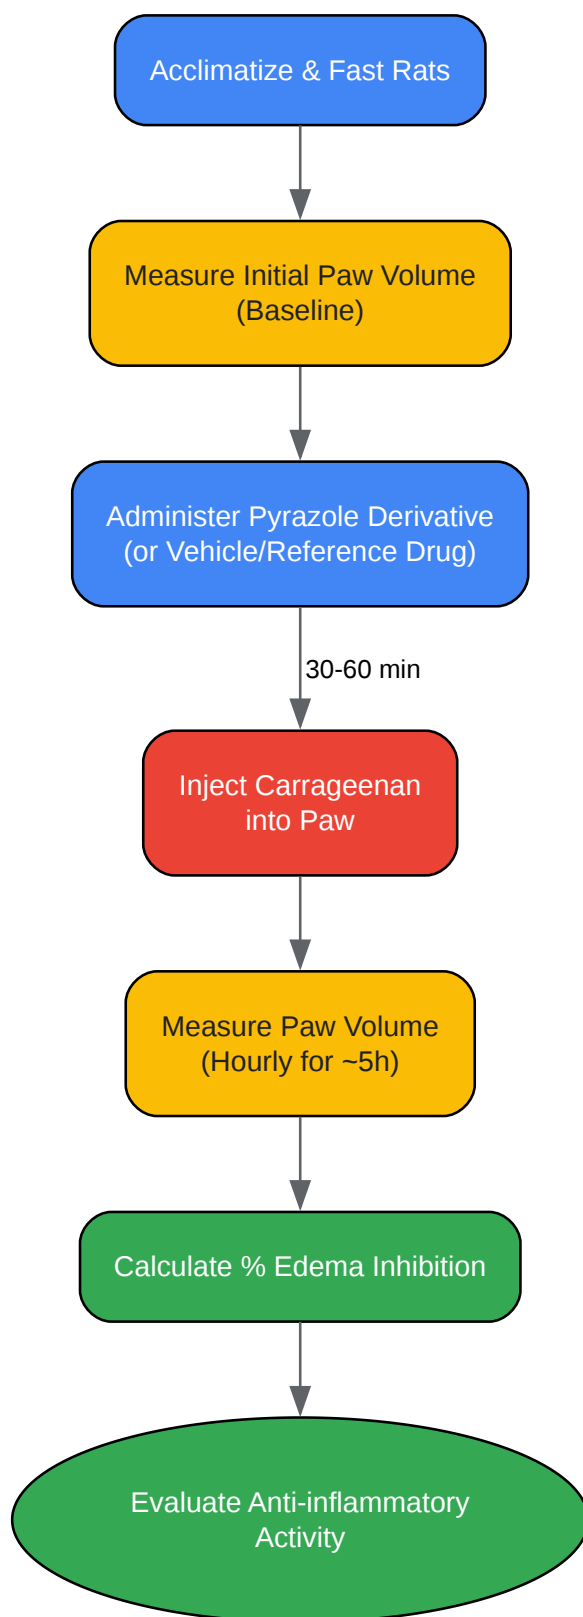 Acclimatize & Fast Rats
Measure Initial Paw Volume
(Baseline)
Administer Pyrazole Derivative
(or Vehicle/Reference Drug)
30-60 min
Inject Carrageenan
into Paw
Measure Paw Volume
(Hourly for ~5h)
Calculate % Edema Inhibition
Evaluate Anti-inflammatory
Activity